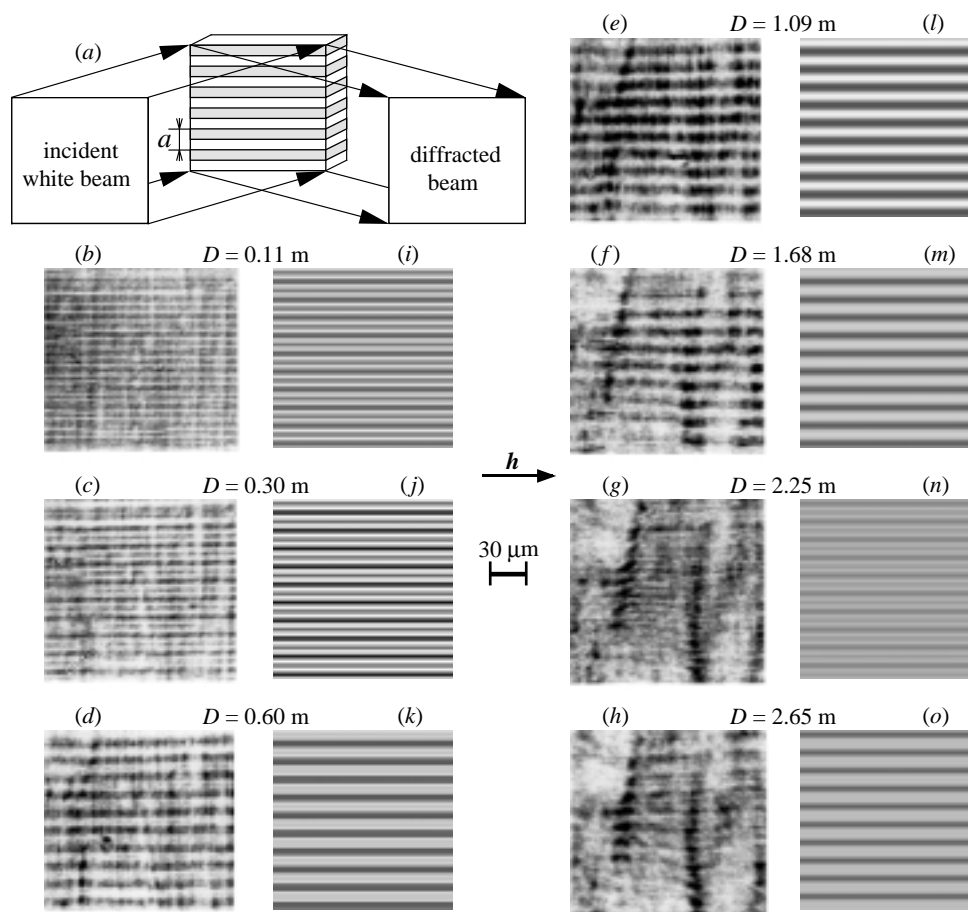 (a)
a
incident
white beam
diffracted
beam
(e) D = 1.09 m (l)
(b) D = 0.11 m (i)
(f) D = 1.68 m (m)
(c) D = 0.30 m (j)
h
(g) D = 2.25 m (n)
30 μm
(d) D = 0.60 m (k)
(h) D = 2.65 m (o)